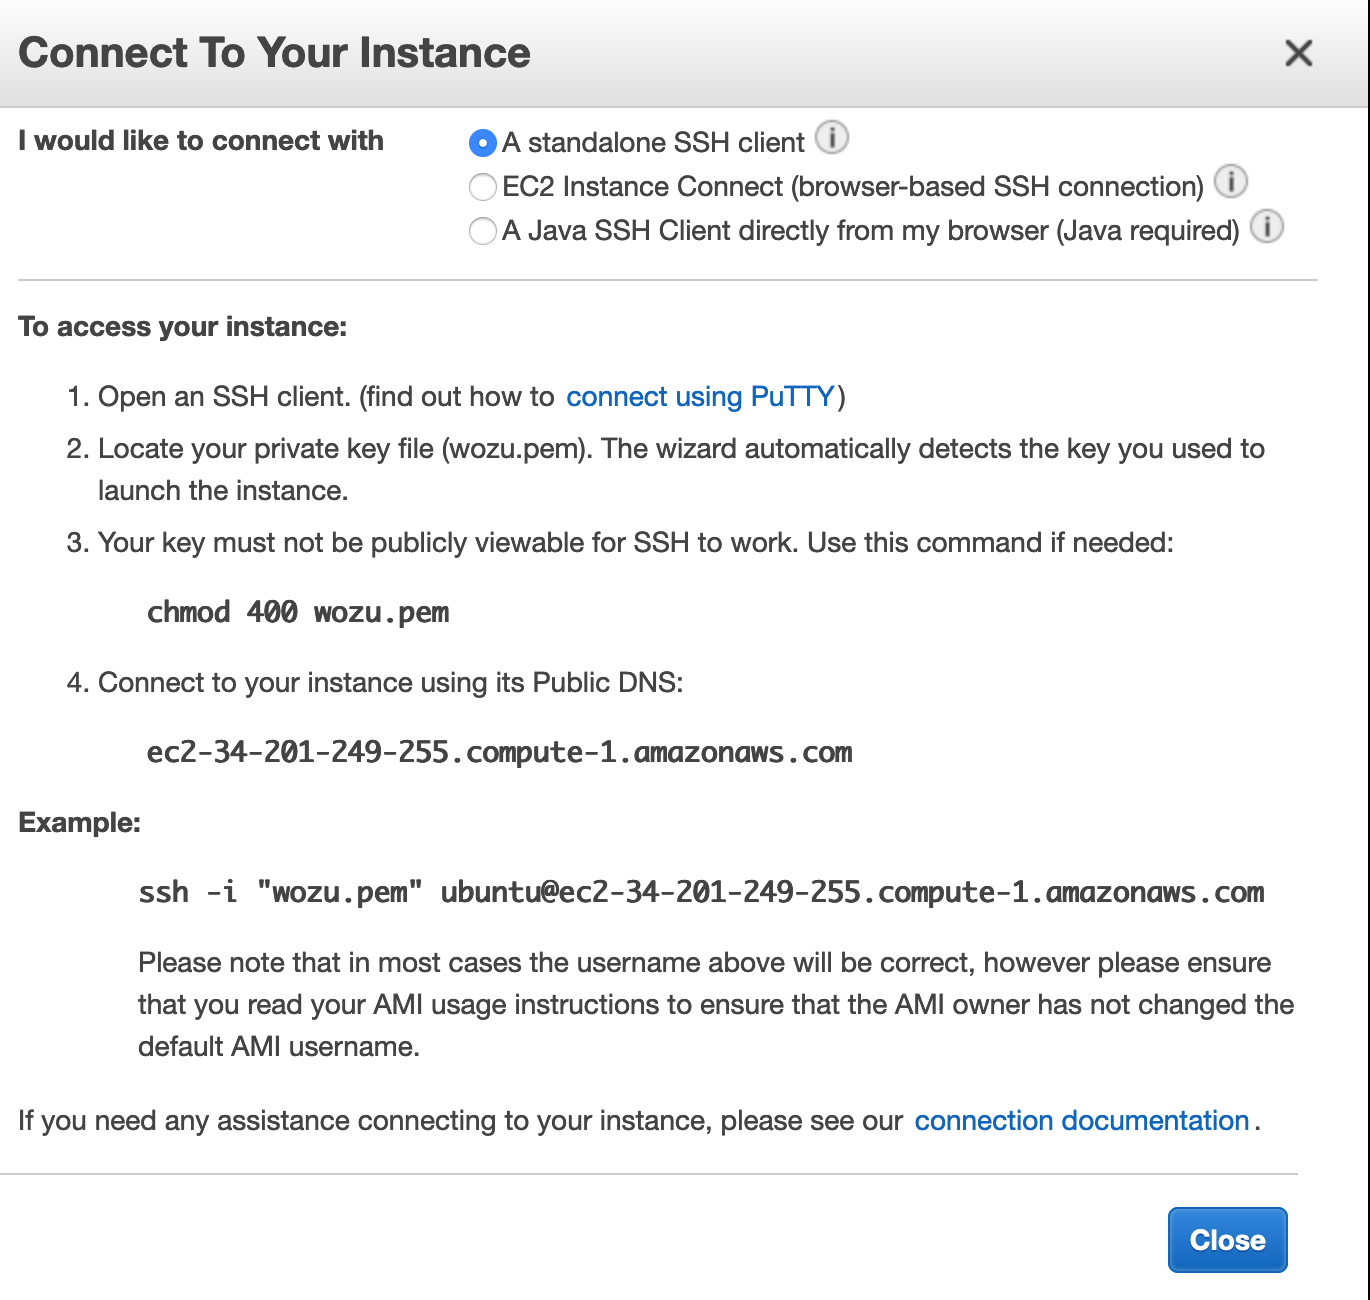 Connect To Your Instance
I would like to connect with
A standalone SSH client
EC2 Instance Connect (browser-based SSH connection)
A Java SSH Client directly from my browser (Java required)
To access your instance:
1. Open an SSH client. (find out how to connect using PuTTY)
2. Locate your private key file (wozu.pem). The wizard automatically detects the key you used to
launch the instance.
3. Your key must not be publicly viewable for SSH to work. Use this command if needed:
chmod 400 wozu.pem
4. Connect to your instance using its Public DNS:
ec2-34-201-249-255.compute-1.amazonaws.com
Example:
ssh -i "wozu.pem" ubuntu@ec2-34-201-249-255.compute-1.amazonaws.com
Please note that in most cases the username above will be correct, however please ensure
that you read your AMI usage instructions to ensure that the AMI owner has not changed the
default AMI username.
If you need any assistance connecting to your instance, please see our connection documentation.
Close